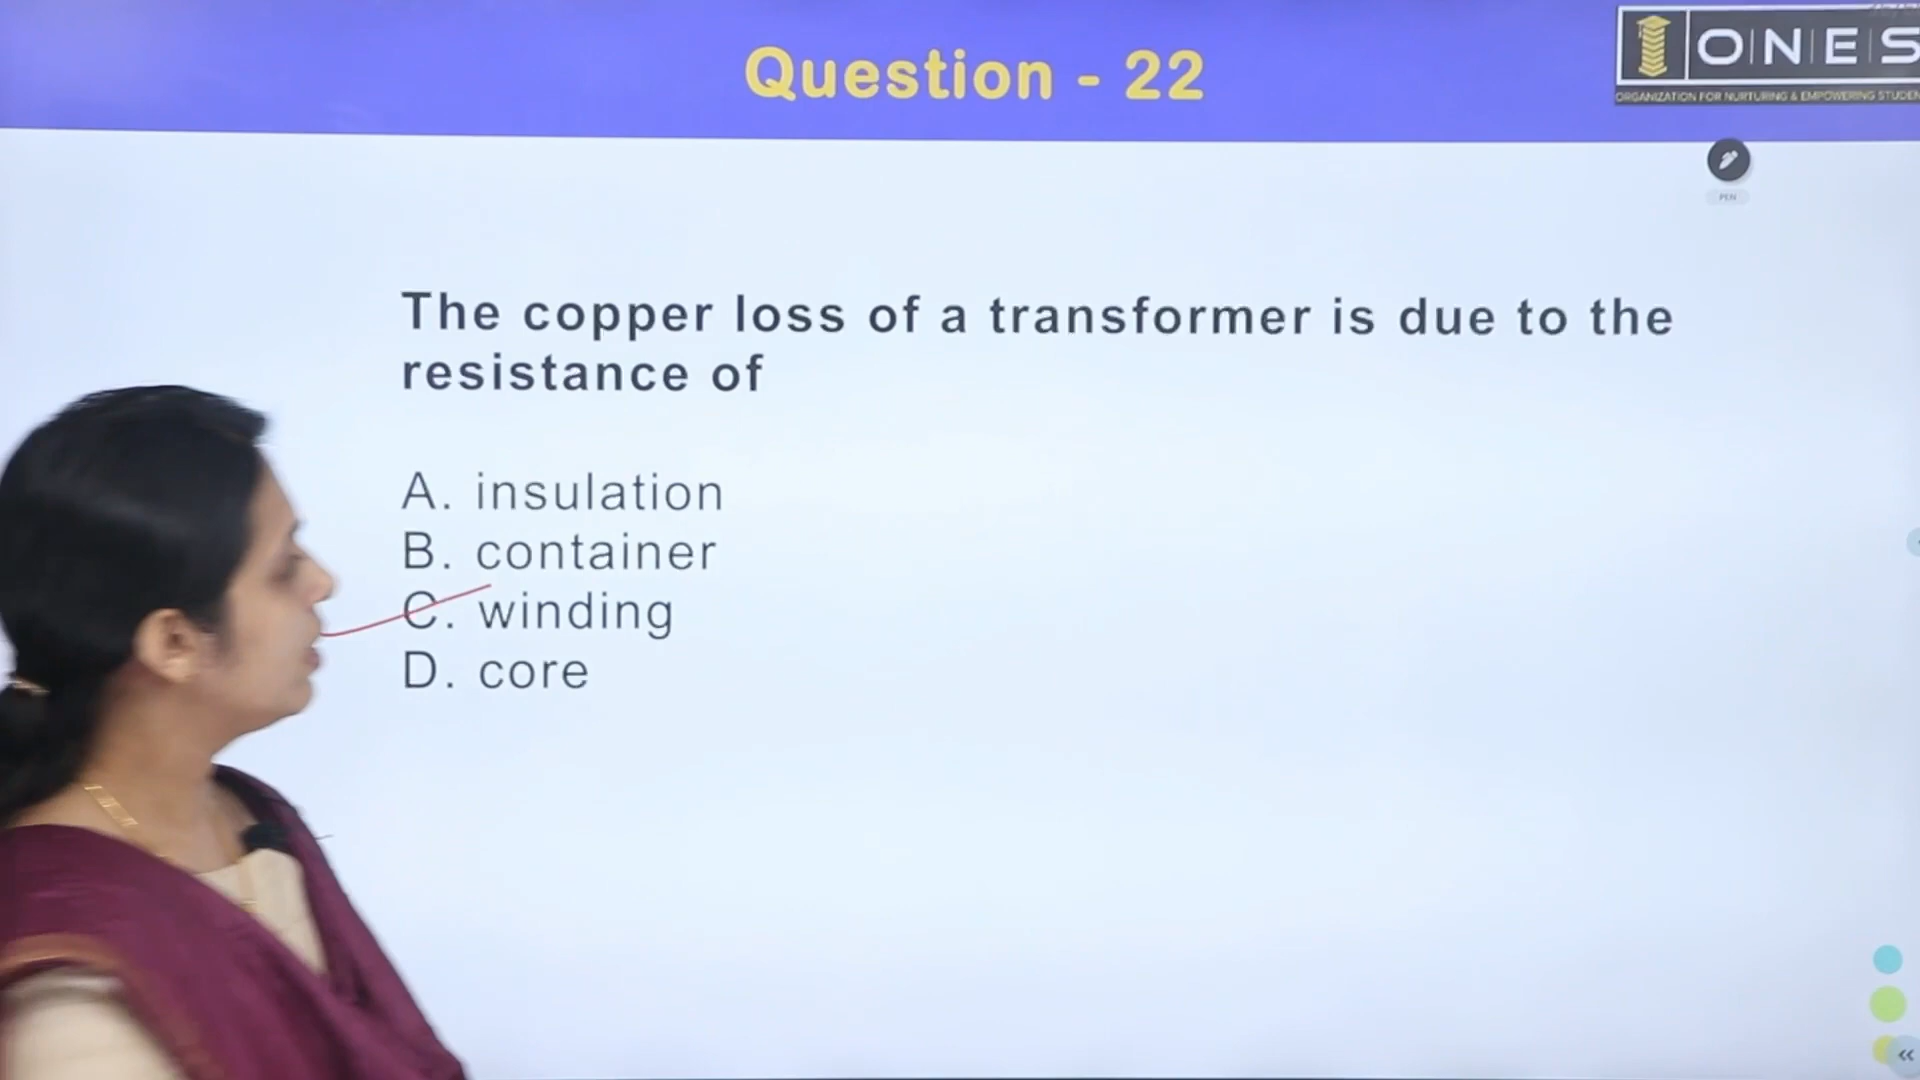 Question - 22
ONES
ORGANIZATION FOR NURTURING & EMPOWERING
PEN
The copper loss of a transformer is due to the
resistance of
A. insulation
B. container
C. winding
D. core